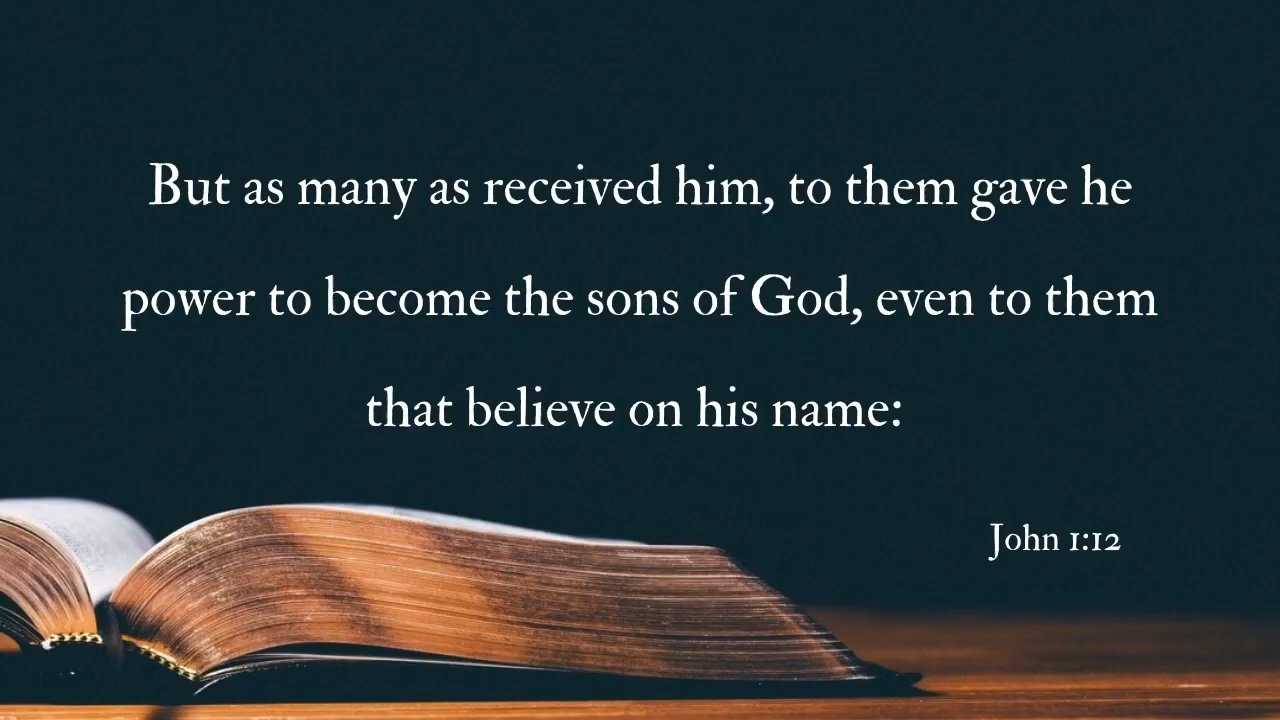 But as many as received him, to them gave he
power to become the sons of God, even to them
that believe on his name:
John 1:12